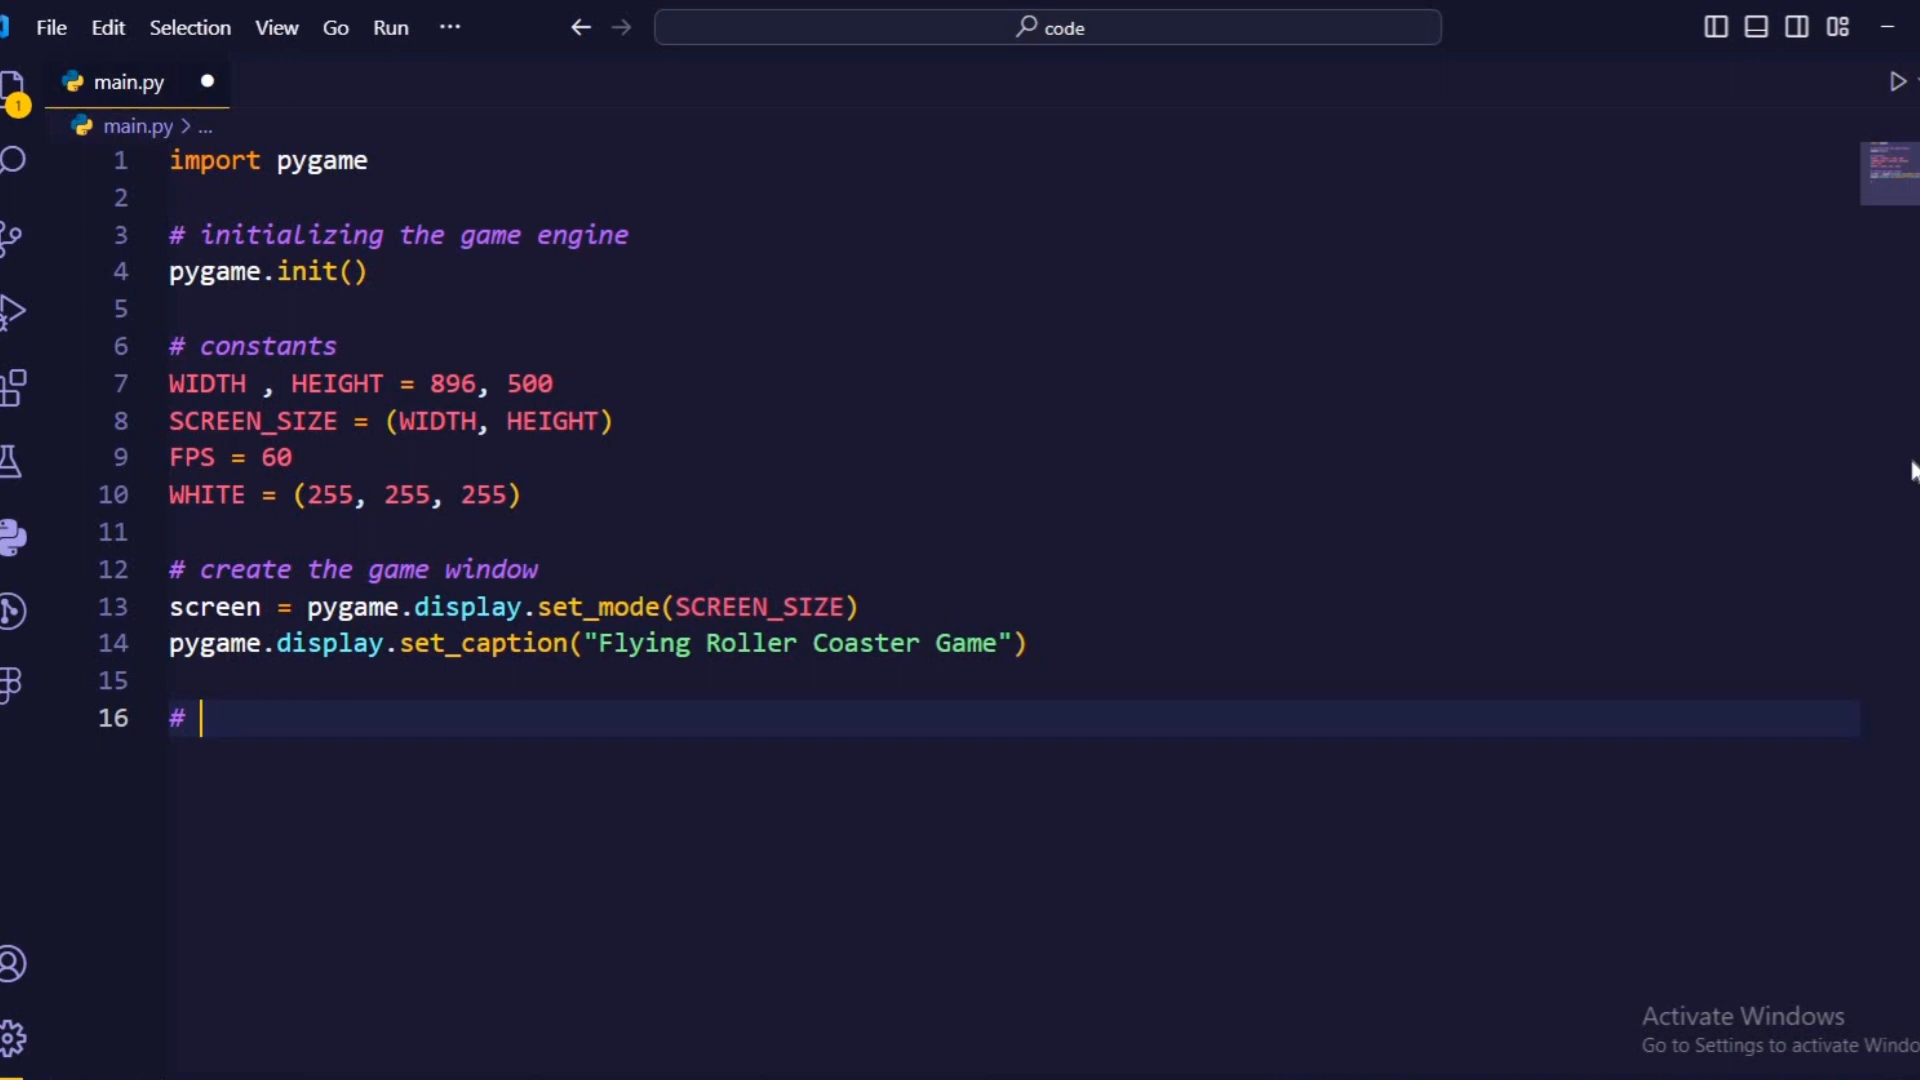 File Edit Selection View Go Run ...
code
main.py
1
main.py > ...
1 import pygame
2
3 # initializing the game engine
4 pygame.init()
5
6 # constants
7 WIDTH , HEIGHT = 896, 500
8 SCREEN_SIZE = (WIDTH, HEIGHT)
9 FPS = 60
10 WHITE = (255, 255, 255)
11
12 # create the game window
13 screen = pygame.display.set_mode(SCREEN_SIZE)
14 pygame.display.set_caption("Flying Roller Coaster Game")
15
16 #
Activate Windows
Go to Settings to activate Windo